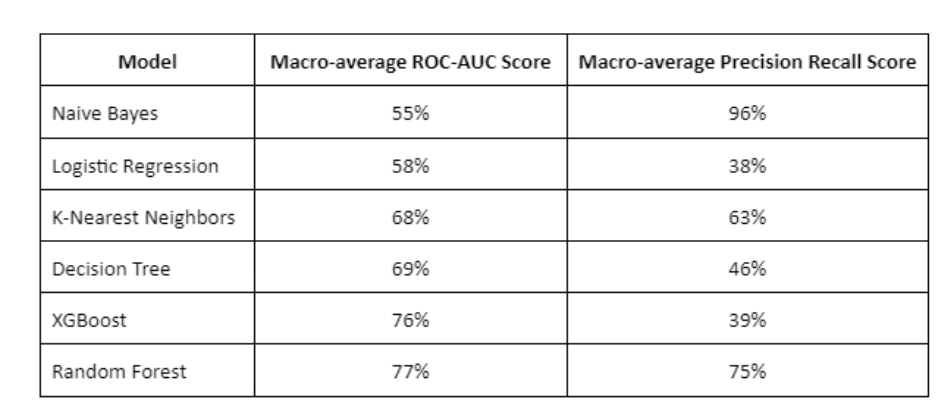 Model Macro-average ROC-AUC Score Macro-average Precision Recall Score
Naive Bayes 55% 96%
Logistic Regression 58% 38%
K-Nearest Neighbors 68% 63%
Decision Tree 69% 46%
XGBoost 76% 39%
Random Forest 77% 75%